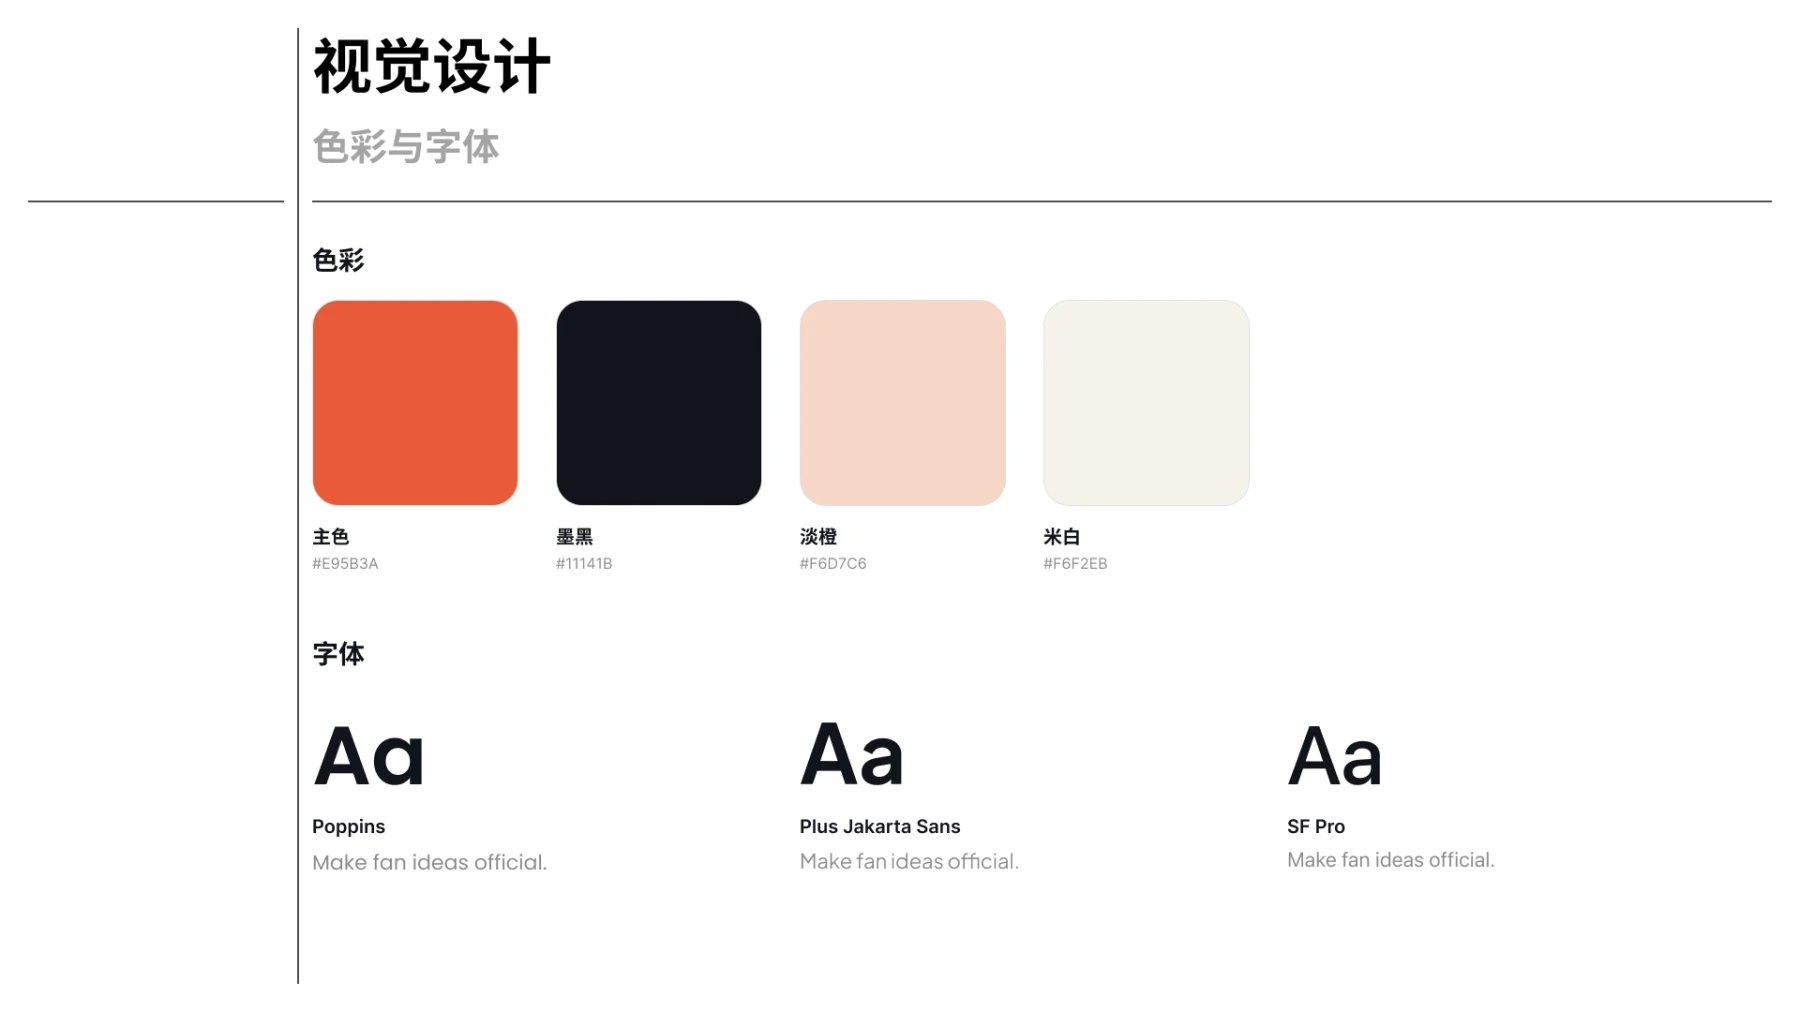 视觉设计
色彩与字体
色彩
主色
#E95B3A
墨黑
#11141B
淡橙
#F6D7C6
米白
#F6F2EB
字体
Aa
Poppins
Make fan ideas official.
Aa
Plus Jakarta Sans
Make fan ideas official.
Aa
SF Pro
Make fan ideas official.